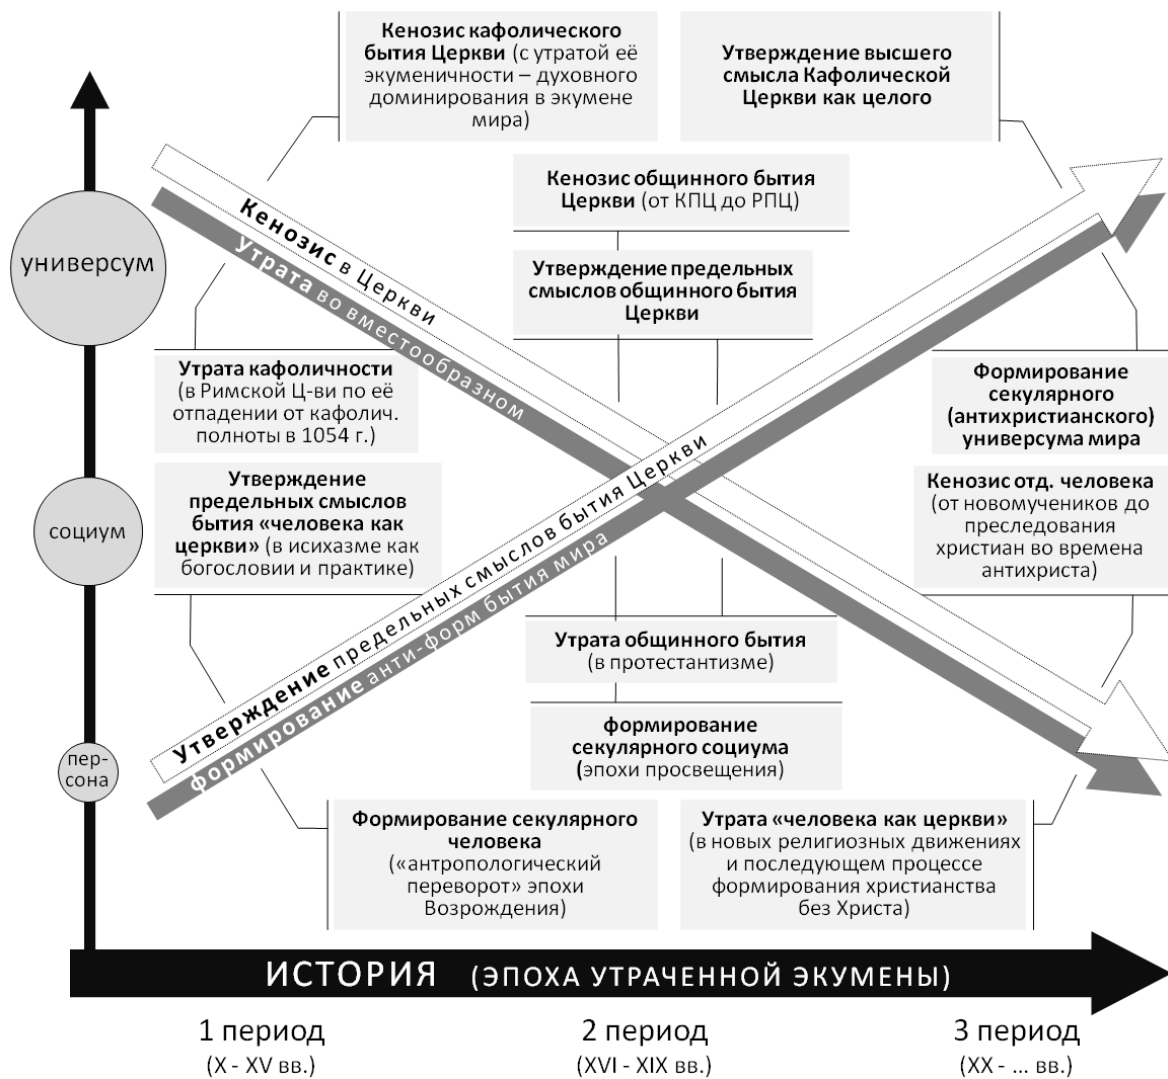 Кенозис кафолического
бытия Церкви (с утратой её
экуменичности – духовного
доминирования в экумене
мира)
Утверждение высшего
смысла Кафолической
Церкви как целого
Кенозис общинного бытия
Церкви (от КПЦ до РПЦ)
Утверждение предельных
смыслов общинного бытия
Церкви
универсум
социум
пер-
сона
Кенозис в Церкви
Утрата во вместообразном
Утверждение предельных смыслов бытия Церкви
формирование анти-форм бытия мира
Утрата кафоличности
(в Римской Ц-ви по её
отпадении от кафолич.
полноты в 1054 г.)
Утверждение
предельных смыслов
бытия «человека как
церкви» (в исихазме как
богословии и практике)
Формирование
секулярного
(антихристианского)
универсума мира
Кенозис отд. человека
(от новомучеников до
преследования
христиан во времена
антихриста)
Утрата общинного бытия
(в протестантизме)
формирование
секулярного социума
(эпохи просвещения)
Формирование секулярного
человека
(«антропологический
переворот» эпохи
Возрождения)
Утрата «человека как церкви»
(в новых религиозных движениях
и последующем процессе
формирования христианства
без Христа)
ИСТОРИЯ (ЭПОХА УТРАЧЕННОЙ ЭКУМЕНЫ)
1 период
(X - XV вв.)
2 период
(XVI - XIX вв.)
3 период
(XX - ... вв.)